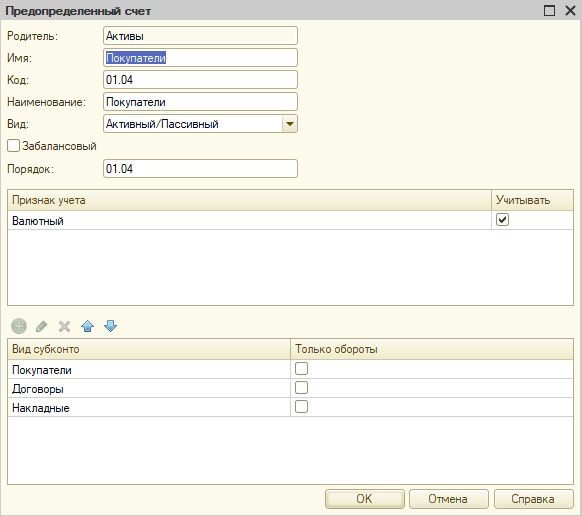 Предопределенный счет
Родитель: Активы
Имя: Покупатели
Код: 01.04
Наименование: Покупатели
Вид: Активный/Пассивный
Забалансовый
Порядок: 01.04
Признак учета Учитывать
Валютный
Вид субконто Только обороты
Покупатели
Договоры
Накладные
OK Отмена Справка